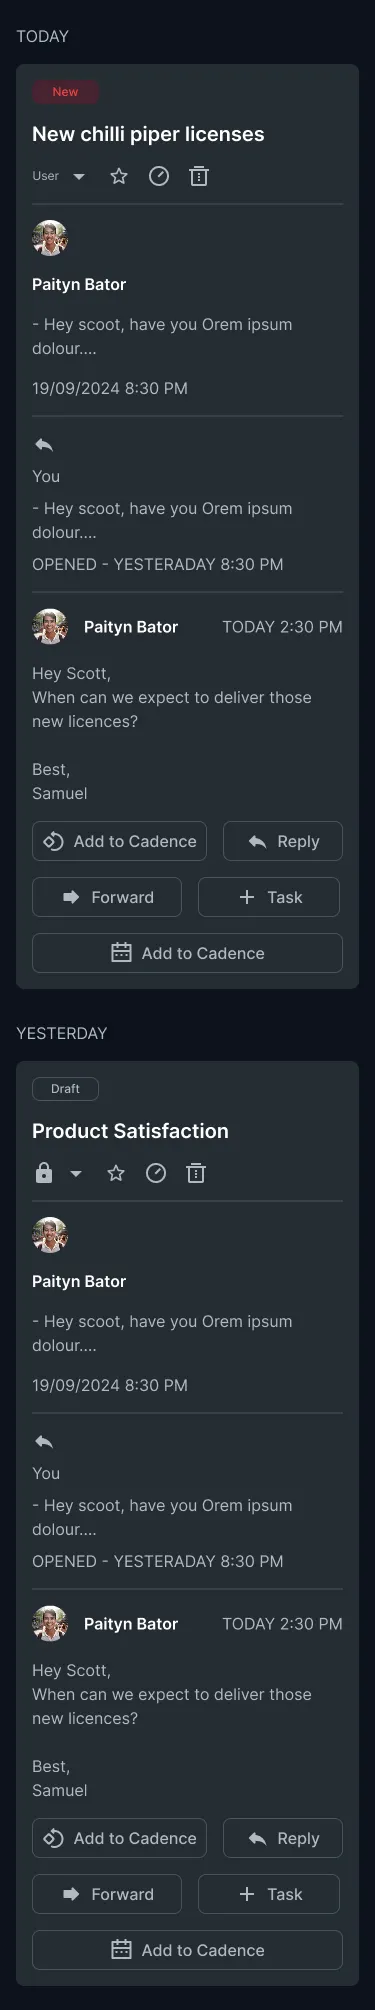 TODAY
New
New chilli piper licenses
User
Paityn Bator
- Hey scoot, have you Orem ipsum
dolour....
19/09/2024 8:30 PM
You
- Hey scoot, have you Orem ipsum
dolour....
OPENED - YESTERADAY 8:30 PM
Paityn Bator TODAY 2:30 PM
Hey Scott,
When can we expect to deliver those
new licences?
Best,
Samuel
Add to Cadence Reply
Forward Task
Add to Cadence
YESTERDAY
Draft
Product Satisfaction
Paityn Bator
- Hey scoot, have you Orem ipsum
dolour....
19/09/2024 8:30 PM
You
- Hey scoot, have you Orem ipsum
dolour....
OPENED - YESTERADAY 8:30 PM
Paityn Bator TODAY 2:30 PM
Hey Scott,
When can we expect to deliver those
new licences?
Best,
Samuel
Add to Cadence Reply
Forward Task
Add to Cadence